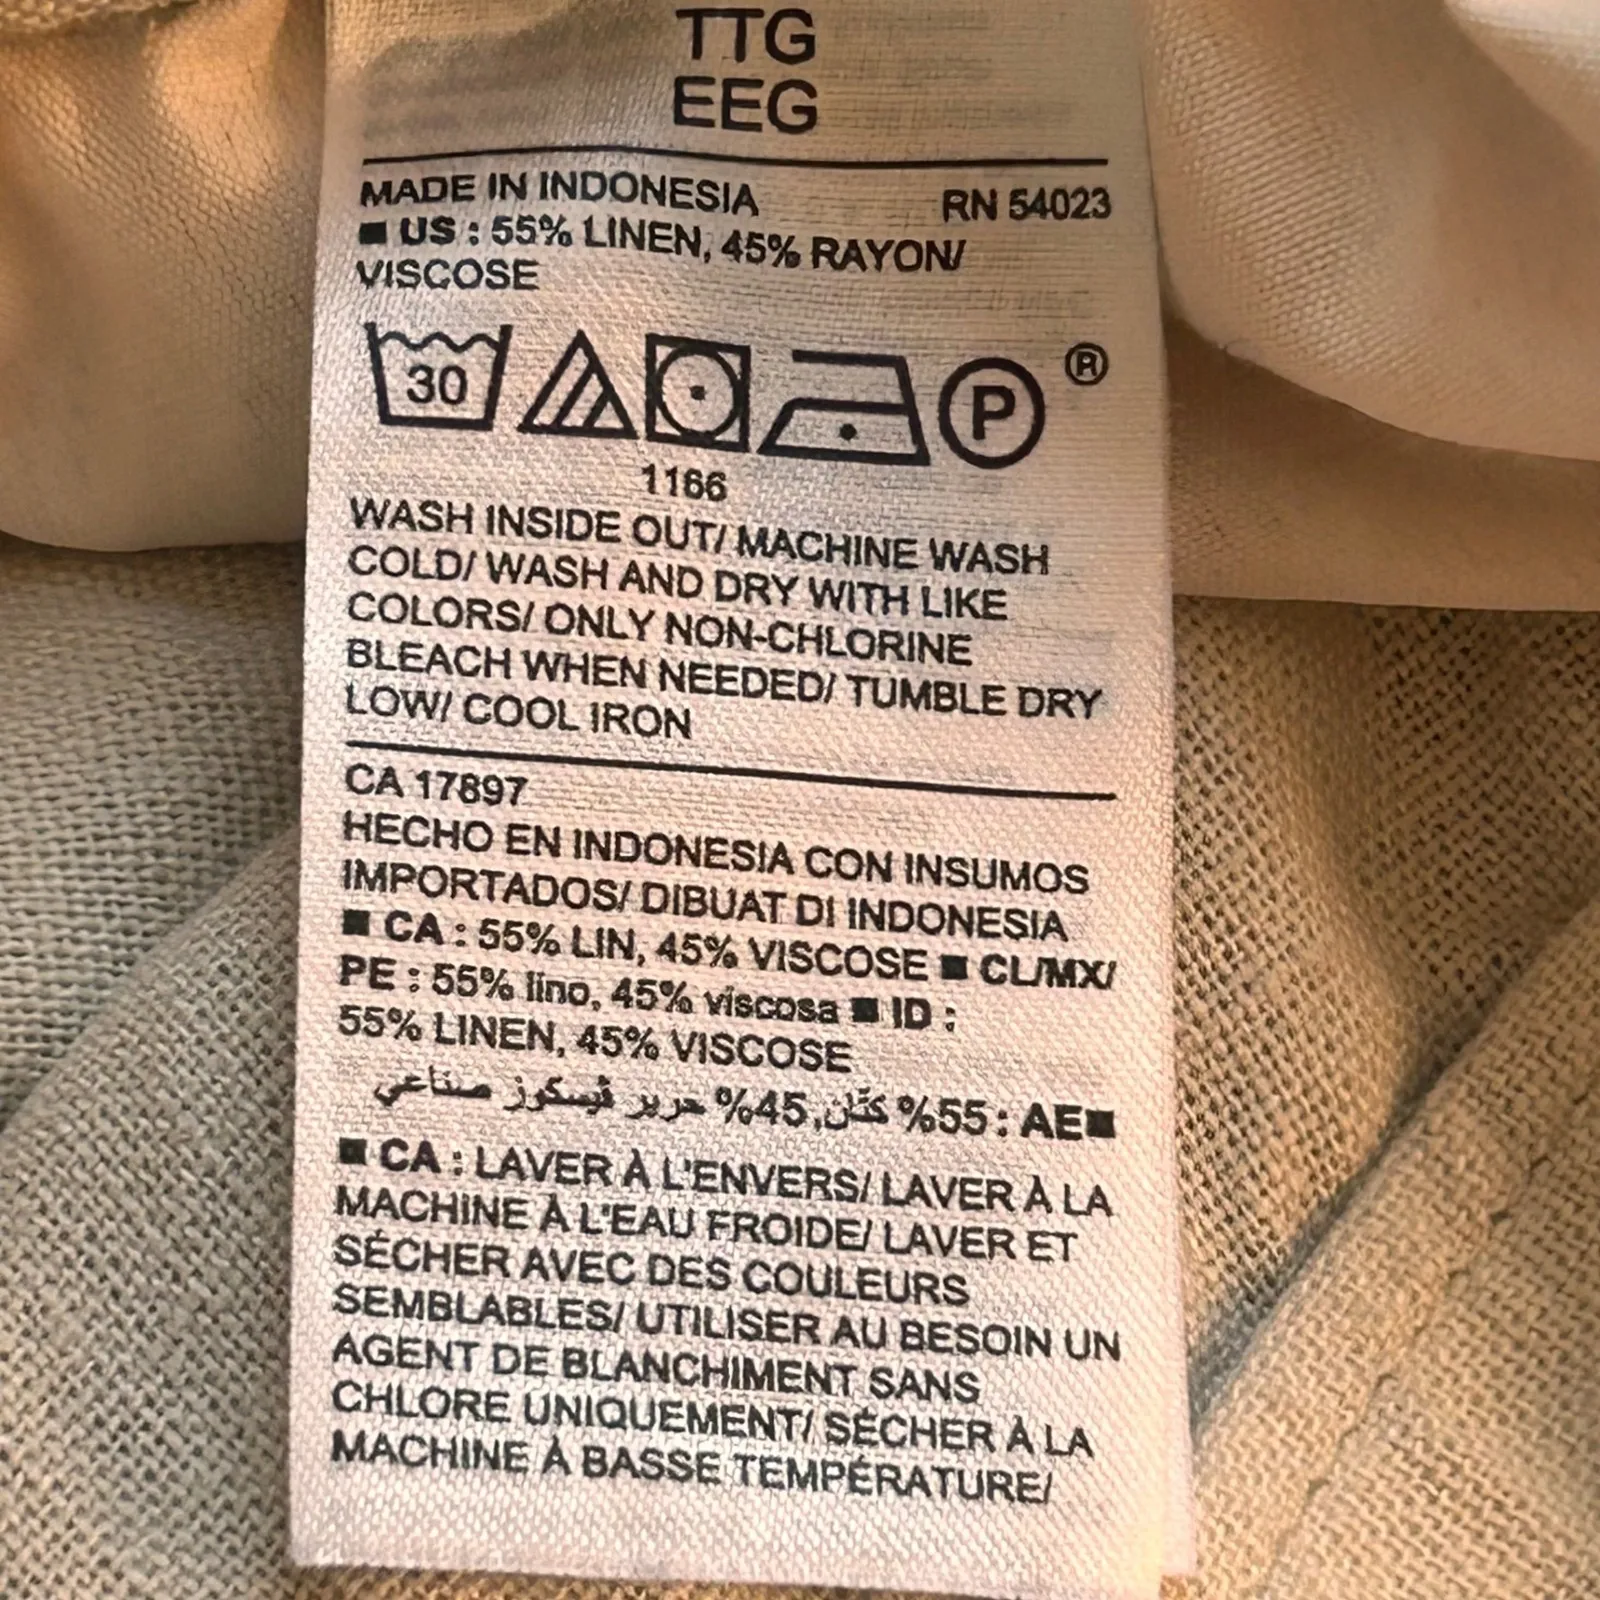 TTG
EEG
MADE IN INDONESIA RN 54023
■ US : 55% LINEN, 45% RAYON/
VISCOSE
30 P ®
1166
WASH INSIDE OUT/ MACHINE WASH
COLD/ WASH AND DRY WITH LIKE
COLORS/ ONLY NON-CHLORINE
BLEACH WHEN NEEDED/ TUMBLE DRY
LOW/ COOL IRON
CA 17897
HECHO EN INDONESIA CON INSUMOS
IMPORTADOS/ DIBUAT DI INDONESIA
■ CA : 55% LIN, 45% VISCOSE ■ CL/MX/
PE : 55% lino, 45% viscosa ■ ID :
55% LINEN, 45% VISCOSE
■AE : 55% كتّان, 45% حرير ڤيسكوز صناعي
■ CA : LAVER À L'ENVERS/ LAVER À LA
MACHINE À L'EAU FROIDE/ LAVER ET
SÉCHER AVEC DES COULEURS
SEMBLABLES/ UTILISER AU BESOIN UN
AGENT DE BLANCHIMENT SANS
CHLORE UNIQUEMENT/ SÉCHER À LA
MACHINE À BASSE TEMPÉRATURE/